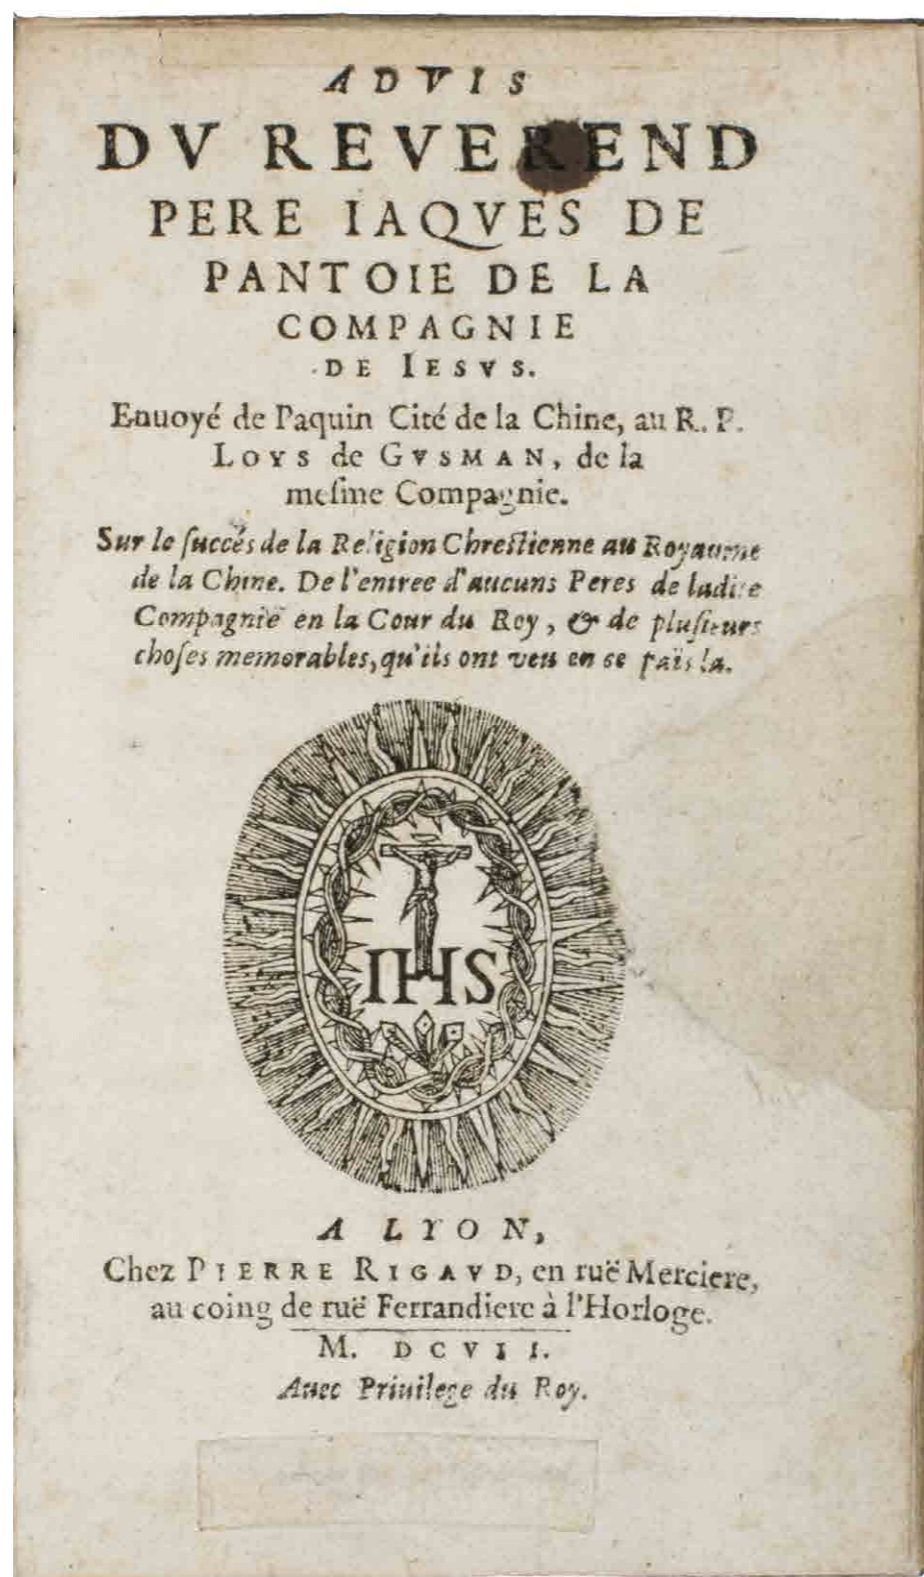 ADVIS
DV REVEREND
PERE IAQVES DE
PANTOIE DE LA
COMPAGNIE
DE IESVS.
Enuoyé de Paquin Cité de la Chine, au R. P.
LOYS de GVSMAN, de la
meſme Compagnie.
Sur le ſuccés de la Religion Chreſtienne au Royaume
de la Chine. De l'entree d'aucuns Peres de ladite
Compagnie en la Cour du Roy, & de pluſieurs
choſes memorables, qu'ils ont veu en ce païs la.
IHS
A LYON,
Chez PIERRE RIGAVD, en ruë Merciere,
au coing de ruë Ferrandiere à l'Horloge.
M. DCVII.
Auec Priuilege du Roy.